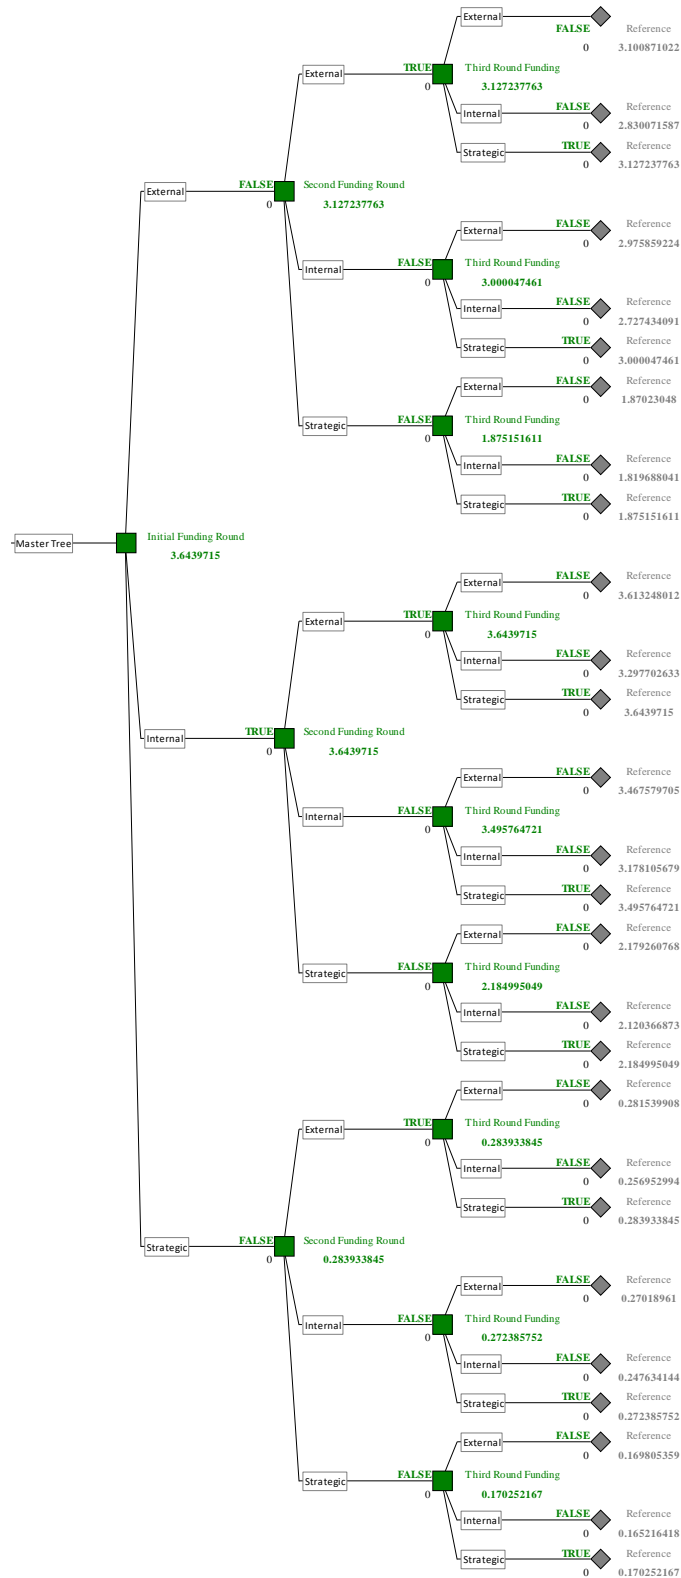 External
FALSE Reference
0 3.100871022
External TRUE Third Round Funding
0 3.127237763
Internal FALSE Reference
0 2.830071587
Strategic TRUE Reference
0 3.127237763
External FALSE Second Funding Round
0 3.127237763
External FALSE Reference
0 2.975859224
Internal FALSE Third Round Funding
0 3.000047461
Internal FALSE Reference
0 2.727434091
Strategic TRUE Reference
0 3.000047461
External FALSE Reference
0 1.87023048
Strategic FALSE Third Round Funding
0 1.875151611
Internal FALSE Reference
0 1.819688041
Strategic TRUE Reference
0 1.875151611
Master Tree Initial Funding Round
3.6439715
External FALSE Reference
0 3.613248012
External TRUE Third Round Funding
0 3.6439715
Internal FALSE Reference
0 3.297702633
Strategic TRUE Reference
0 3.6439715
Internal TRUE Second Funding Round
0 3.6439715
External FALSE Reference
0 3.467579705
Internal FALSE Third Round Funding
0 3.495764721
Internal FALSE Reference
0 3.178105679
Strategic TRUE Reference
0 3.495764721
External FALSE Reference
0 2.179260768
Strategic FALSE Third Round Funding
0 2.184995049
Internal FALSE Reference
0 2.120366873
Strategic TRUE Reference
0 2.184995049
External FALSE Reference
0 0.281539908
External TRUE Third Round Funding
0 0.283933845
Internal FALSE Reference
0 0.256952994
Strategic TRUE Reference
0 0.283933845
Strategic FALSE Second Funding Round
0 0.283933845
External FALSE Reference
0 0.27018961
Internal FALSE Third Round Funding
0 0.272385752
Internal FALSE Reference
0 0.247634144
Strategic TRUE Reference
0 0.272385752
External FALSE Reference
0 0.169805359
Strategic FALSE Third Round Funding
0 0.170252167
Internal FALSE Reference
0 0.165216418
Strategic TRUE Reference
0 0.170252167